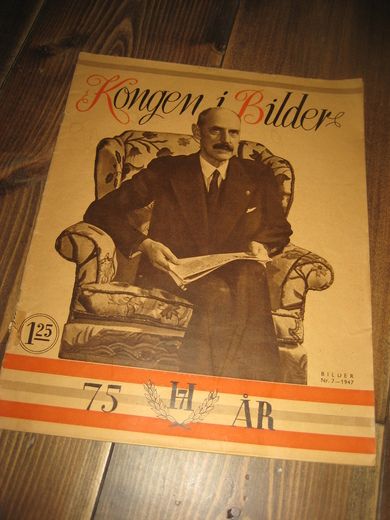 Kongen i Bilder
1.25
BILDER
Nr. 7-1947
75 H7 ÅR